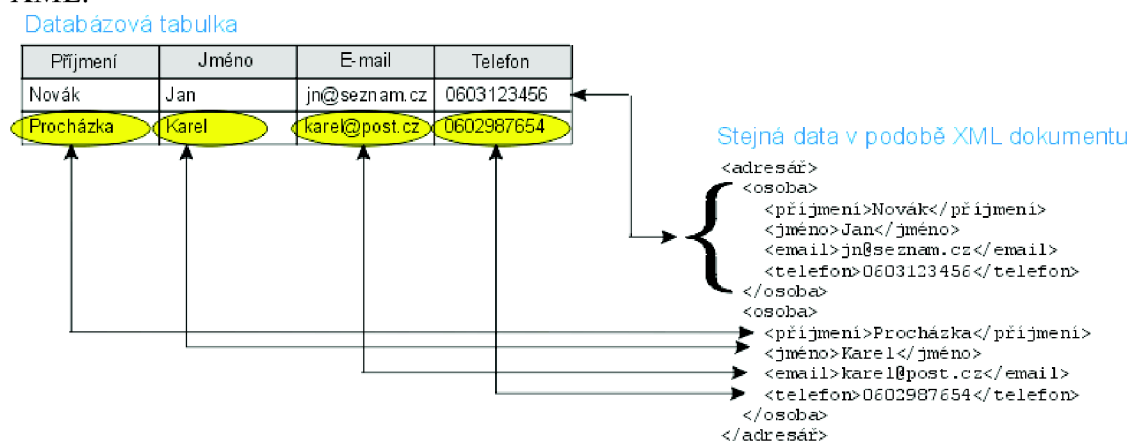 XML:
Databázová tabulka
Příjmení Jméno E-mail Telefon
Novák Jan jn@seznam.cz 0603123456
Procházka Karel karel@post.cz 0602987654
Stejná data v podobě XML dokumentu
<adresář>
<osoba>
<příjmení>Novák</příjmení>
<jméno>Jan</jméno>
<email>jn@seznam.cz</email>
<telefon>0603123456</telefon>
</osoba>
<osoba>
<příjmení>Procházka</příjmení>
<jméno>Karel</jméno>
<email>karel@post.cz</email>
<telefon>0602987654</telefon>
</osoba>
</adresář>